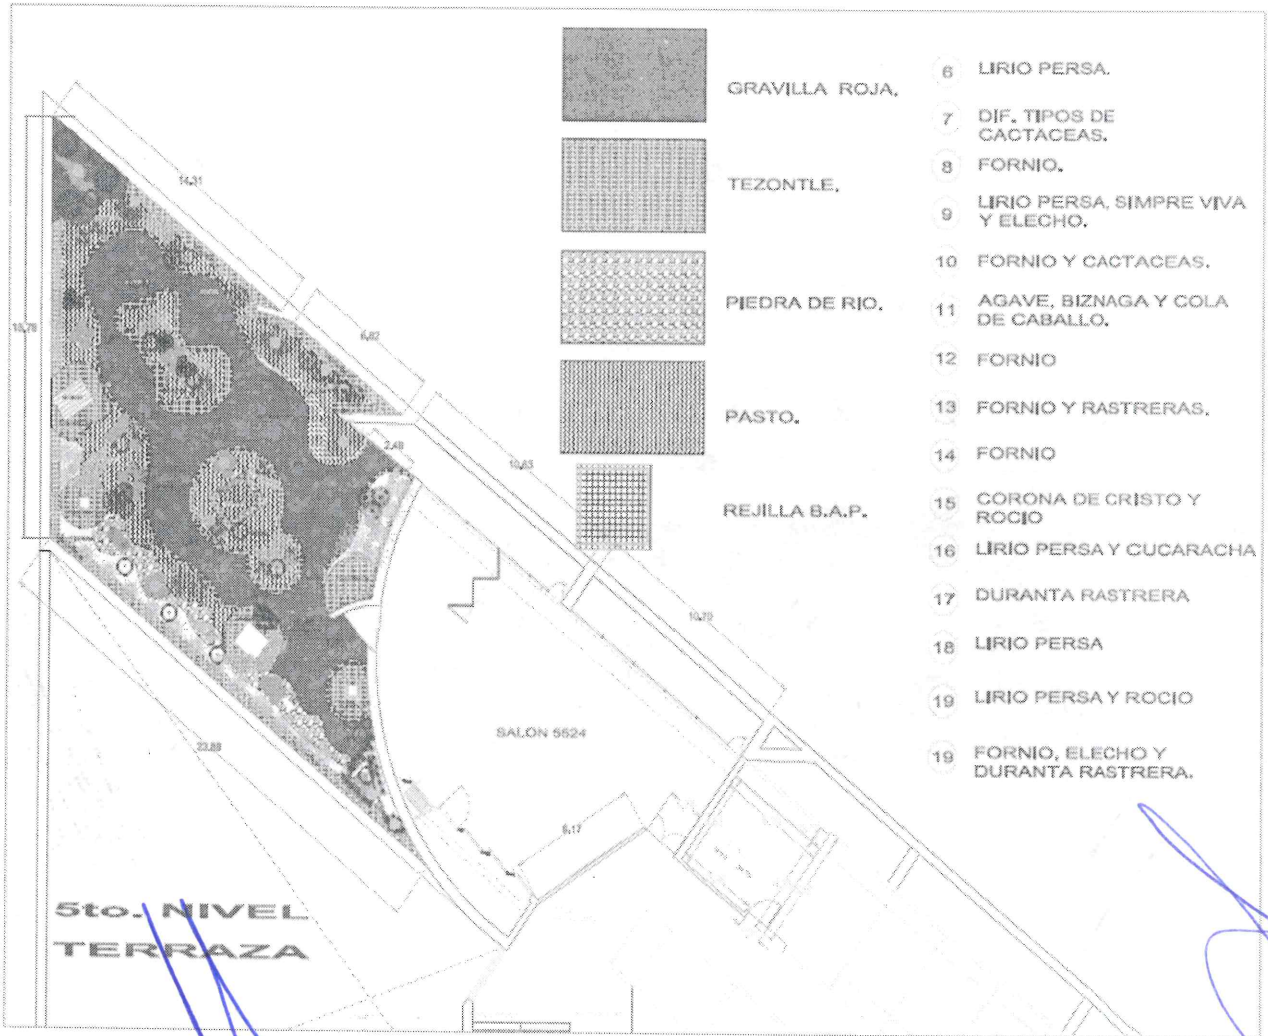 GRAVILLA ROJA.
TEZONTLE.
PIEDRA DE RIO.
PASTO.
REJILLA B.A.P.
6 LIRIO PERSA.
7 DIF. TIPOS DE
CACTACEAS.
8 FORNIO.
9 LIRIO PERSA, SIMPRE VIVA
Y ELECHO.
10 FORNIO Y CACTACEAS.
11 AGAVE, BIZNAGA Y COLA
DE CABALLO.
12 FORNIO
13 FORNIO Y RASTRERAS.
14 FORNIO
15 CORONA DE CRISTO Y
ROCIO
16 LIRIO PERSA Y CUCARACHA
17 DURANTA RASTRERA
18 LIRIO PERSA
19 LIRIO PERSA Y ROCIO
19 FORNIO, ELECHO Y
DURANTA RASTRERA.
14.31
6.82
2.48
10.70
23.88
6.17
SALON 5524
5to. NIVEL
TERRAZA